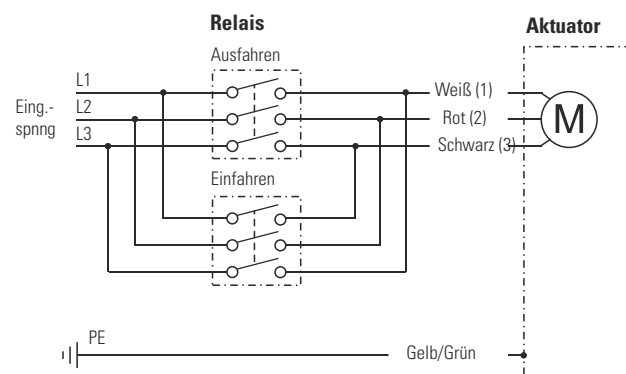 Relais
Aktuator
Ausfahren
L1
Weiß (1)
Eing.-
spnng
L2
Rot (2)
M
L3
Schwarz (3)
Einfahren
PE
Gelb/Grün